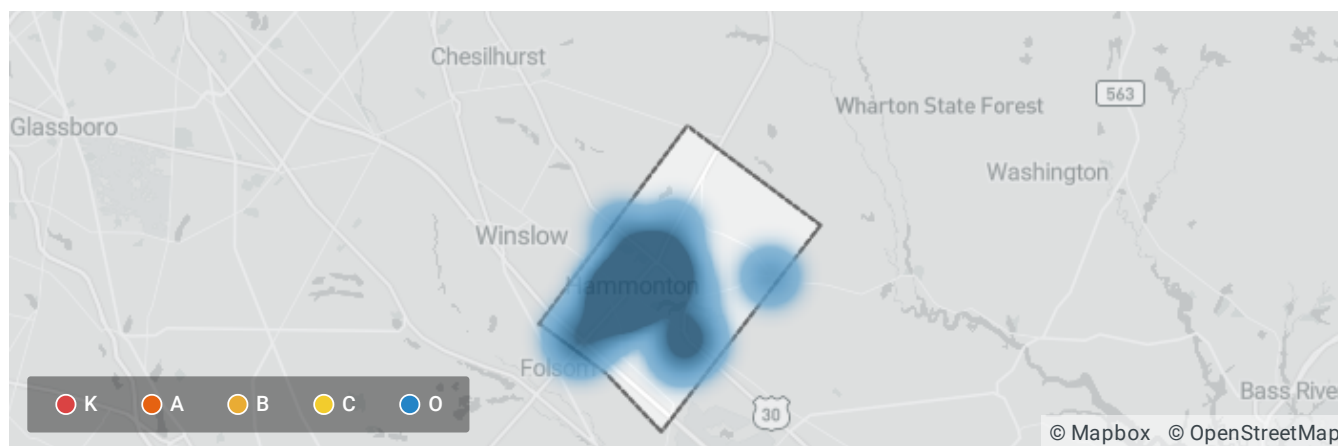 Chesilhurst
563
Wharton State Forest
Glassboro
Washington
Winslow
Hammonton
Folsom
Bass Rive
K A B C O
30
© Mapbox © OpenStreetMap